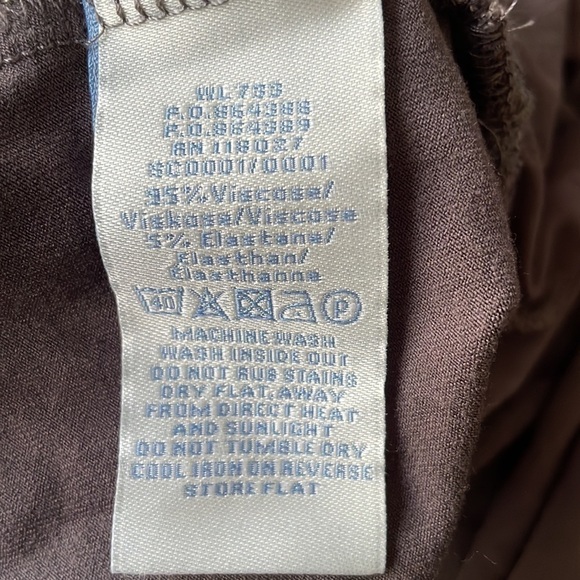 WL 755
P.O. 864388
P.O. 864389
RN 118037
SC0001/0001
95% Viscose/
Viskose/Viscose
5% Elastane/
Elasthan/
Elasthanne
30 P
MACHINE WASH
WASH INSIDE OUT
DO NOT RUB STAINS
DRY FLAT, AWAY
FROM DIRECT HEAT
AND SUNLIGHT
DO NOT TUMBLE DRY
COOL IRON ON REVERSE
STORE FLAT